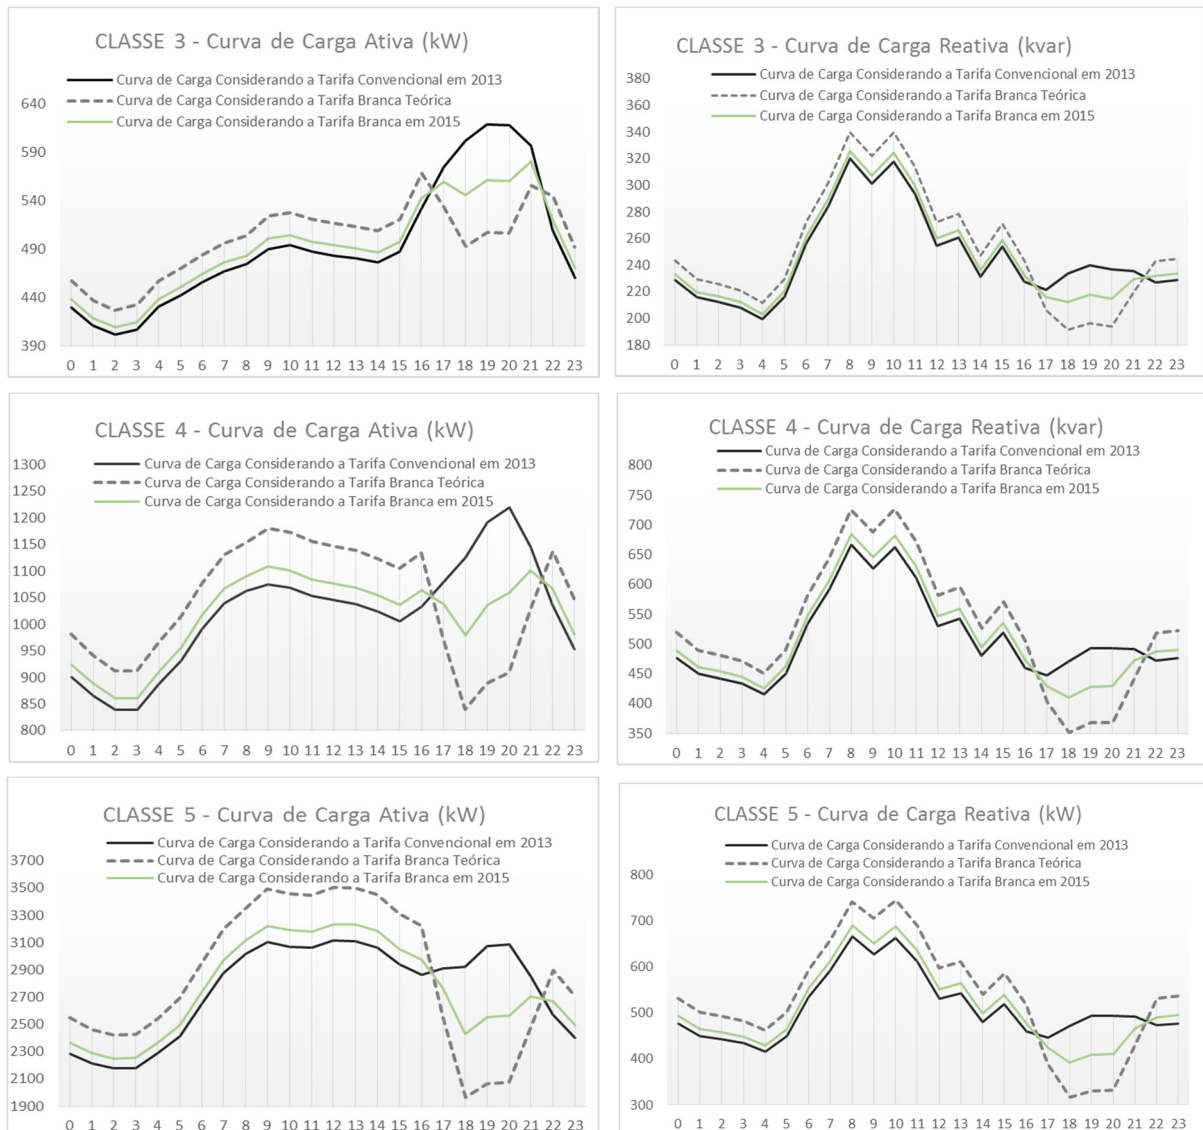 CLASSE 3 - Curva de Carga Ativa (kW)
Curva de Carga Considerando a Tarifa Convencional em 2013
Curva de Carga Considerando a Tarifa Branca Teórica
Curva de Carga Considerando a Tarifa Branca em 2015
640
590
540
490
440
390
0 1 2 3 4 5 6 7 8 9 10 11 12 13 14 15 16 17 18 19 20 21 22 23
CLASSE 3 - Curva de Carga Reativa (kvar)
Curva de Carga Considerando a Tarifa Convencional em 2013
Curva de Carga Considerando a Tarifa Branca Teórica
Curva de Carga Considerando a Tarifa Branca em 2015
380
360
340
320
300
280
260
240
220
200
180
0 1 2 3 4 5 6 7 8 9 10 11 12 13 14 15 16 17 18 19 20 21 22 23
CLASSE 4 - Curva de Carga Ativa (kW)
Curva de Carga Considerando a Tarifa Convencional em 2013
Curva de Carga Considerando a Tarifa Branca Teórica
Curva de Carga Considerando a Tarifa Branca em 2015
1300
1250
1200
1150
1100
1050
1000
950
900
850
800
0 1 2 3 4 5 6 7 8 9 10 11 12 13 14 15 16 17 18 19 20 21 22 23
CLASSE 4 - Curva de Carga Reativa (kvar)
Curva de Carga Considerando a Tarifa Convencional em 2013
Curva de Carga Considerando a Tarifa Branca Teórica
Curva de Carga Considerando a Tarifa Branca em 2015
800
750
700
650
600
550
500
450
400
350
0 1 2 3 4 5 6 7 8 9 10 11 12 13 14 15 16 17 18 19 20 21 22 23
CLASSE 5 - Curva de Carga Ativa (kW)
Curva de Carga Considerando a Tarifa Convencional em 2013
Curva de Carga Considerando a Tarifa Branca Teórica
Curva de Carga Considerando a Tarifa Branca em 2015
3700
3500
3300
3100
2900
2700
2500
2300
2100
1900
0 1 2 3 4 5 6 7 8 9 10 11 12 13 14 15 16 17 18 19 20 21 22 23
CLASSE 5 - Curva de Carga Reativa (kW)
Curva de Carga Considerando a Tarifa Convencional em 2013
Curva de Carga Considerando a Tarifa Branca Teórica
Curva de Carga Considerando a Tarifa Branca em 2015
800
700
600
500
400
300
0 1 2 3 4 5 6 7 8 9 10 11 12 13 14 15 16 17 18 19 20 21 22 23